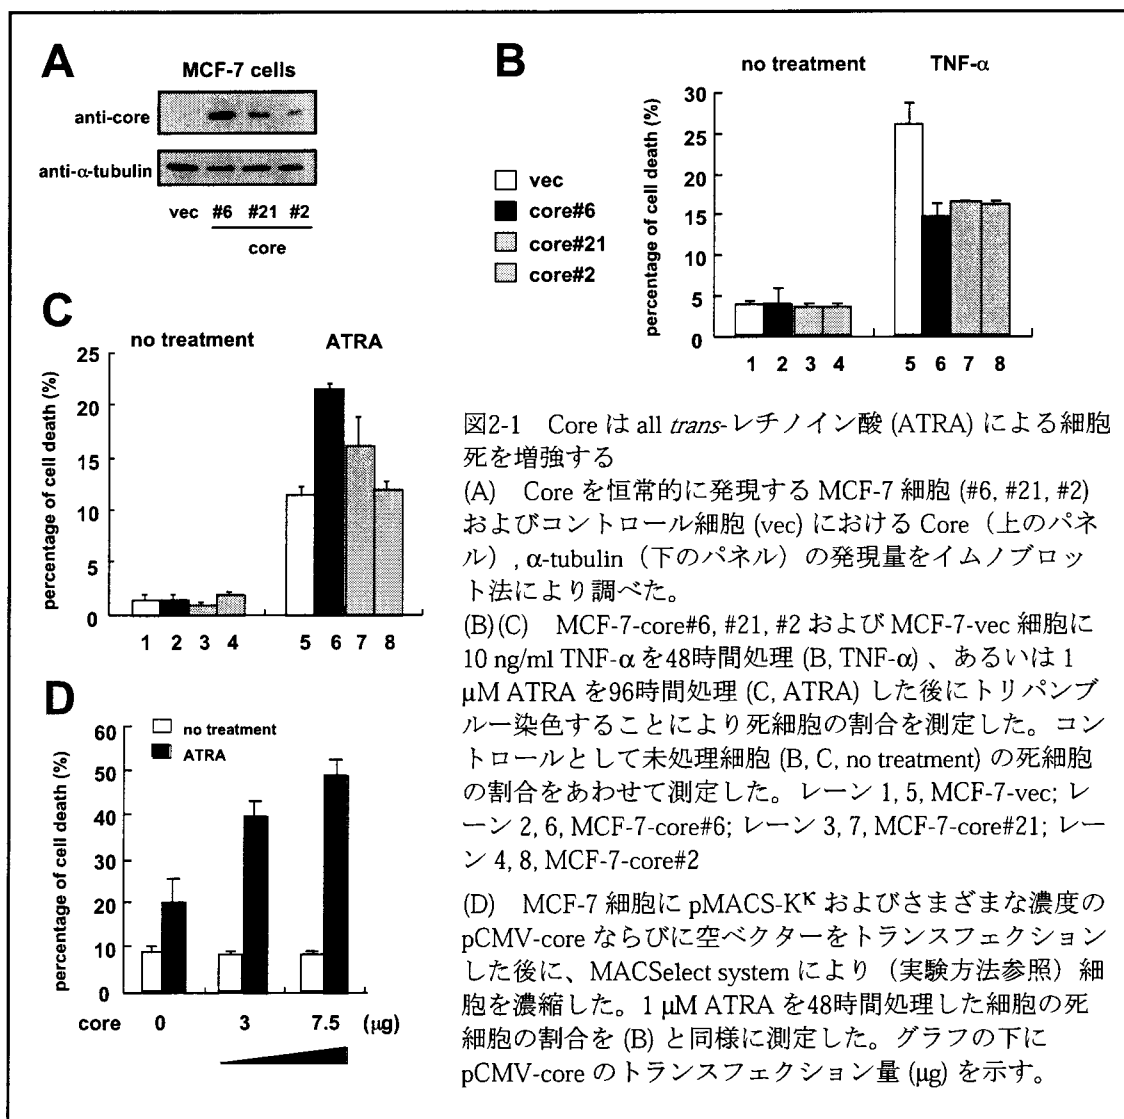 A
MCF-7 cells
anti-core
anti-α-tubulin
vec #6 #21 #2
core
B
no treatment TNF-α
percentage of cell death (%)
30
25
20
15
10
5
0
1 2 3 4 5 6 7 8
vec
core#6
core#21
core#2
C
no treatment ATRA
percentage of cell death (%)
25
20
15
10
5
0
1 2 3 4 5 6 7 8
D
no treatment
ATRA
percentage of cell death (%)
60
50
40
30
20
10
0
core 0 3 7.5 (μg)
図2-1 Core は all trans-レチノイン酸 (ATRA) による細胞
死を増強する
(A) Core を恒常的に発現する MCF-7 細胞 (#6, #21, #2)
およびコントロール細胞 (vec) における Core（上のパネ
ル）, α-tubulin（下のパネル）の発現量をイムノブロッ
ト法により調べた。
(B)(C) MCF-7-core#6, #21, #2 および MCF-7-vec 細胞に
10 ng/ml TNF-α を48時間処理 (B, TNF-α) 、あるいは 1
μM ATRA を96時間処理 (C, ATRA) した後にトリパンブ
ルー染色することにより死細胞の割合を測定した。コン
トロールとして未処理細胞 (B, C, no treatment) の死細胞
の割合をあわせて測定した。レーン 1, 5, MCF-7-vec; レ
ーン 2, 6, MCF-7-core#6; レーン 3, 7, MCF-7-core#21; レー
ン 4, 8, MCF-7-core#2
(D) MCF-7 細胞に pMACS-Kᴷ およびさまざまな濃度の
pCMV-core ならびに空ベクターをトランスフェクション
した後に、MACSelect system により（実験方法参照）細
胞を濃縮した。1 μM ATRA を48時間処理した細胞の死
細胞の割合を (B) と同様に測定した。グラフの下に
pCMV-core のトランスフェクション量 (μg) を示す。